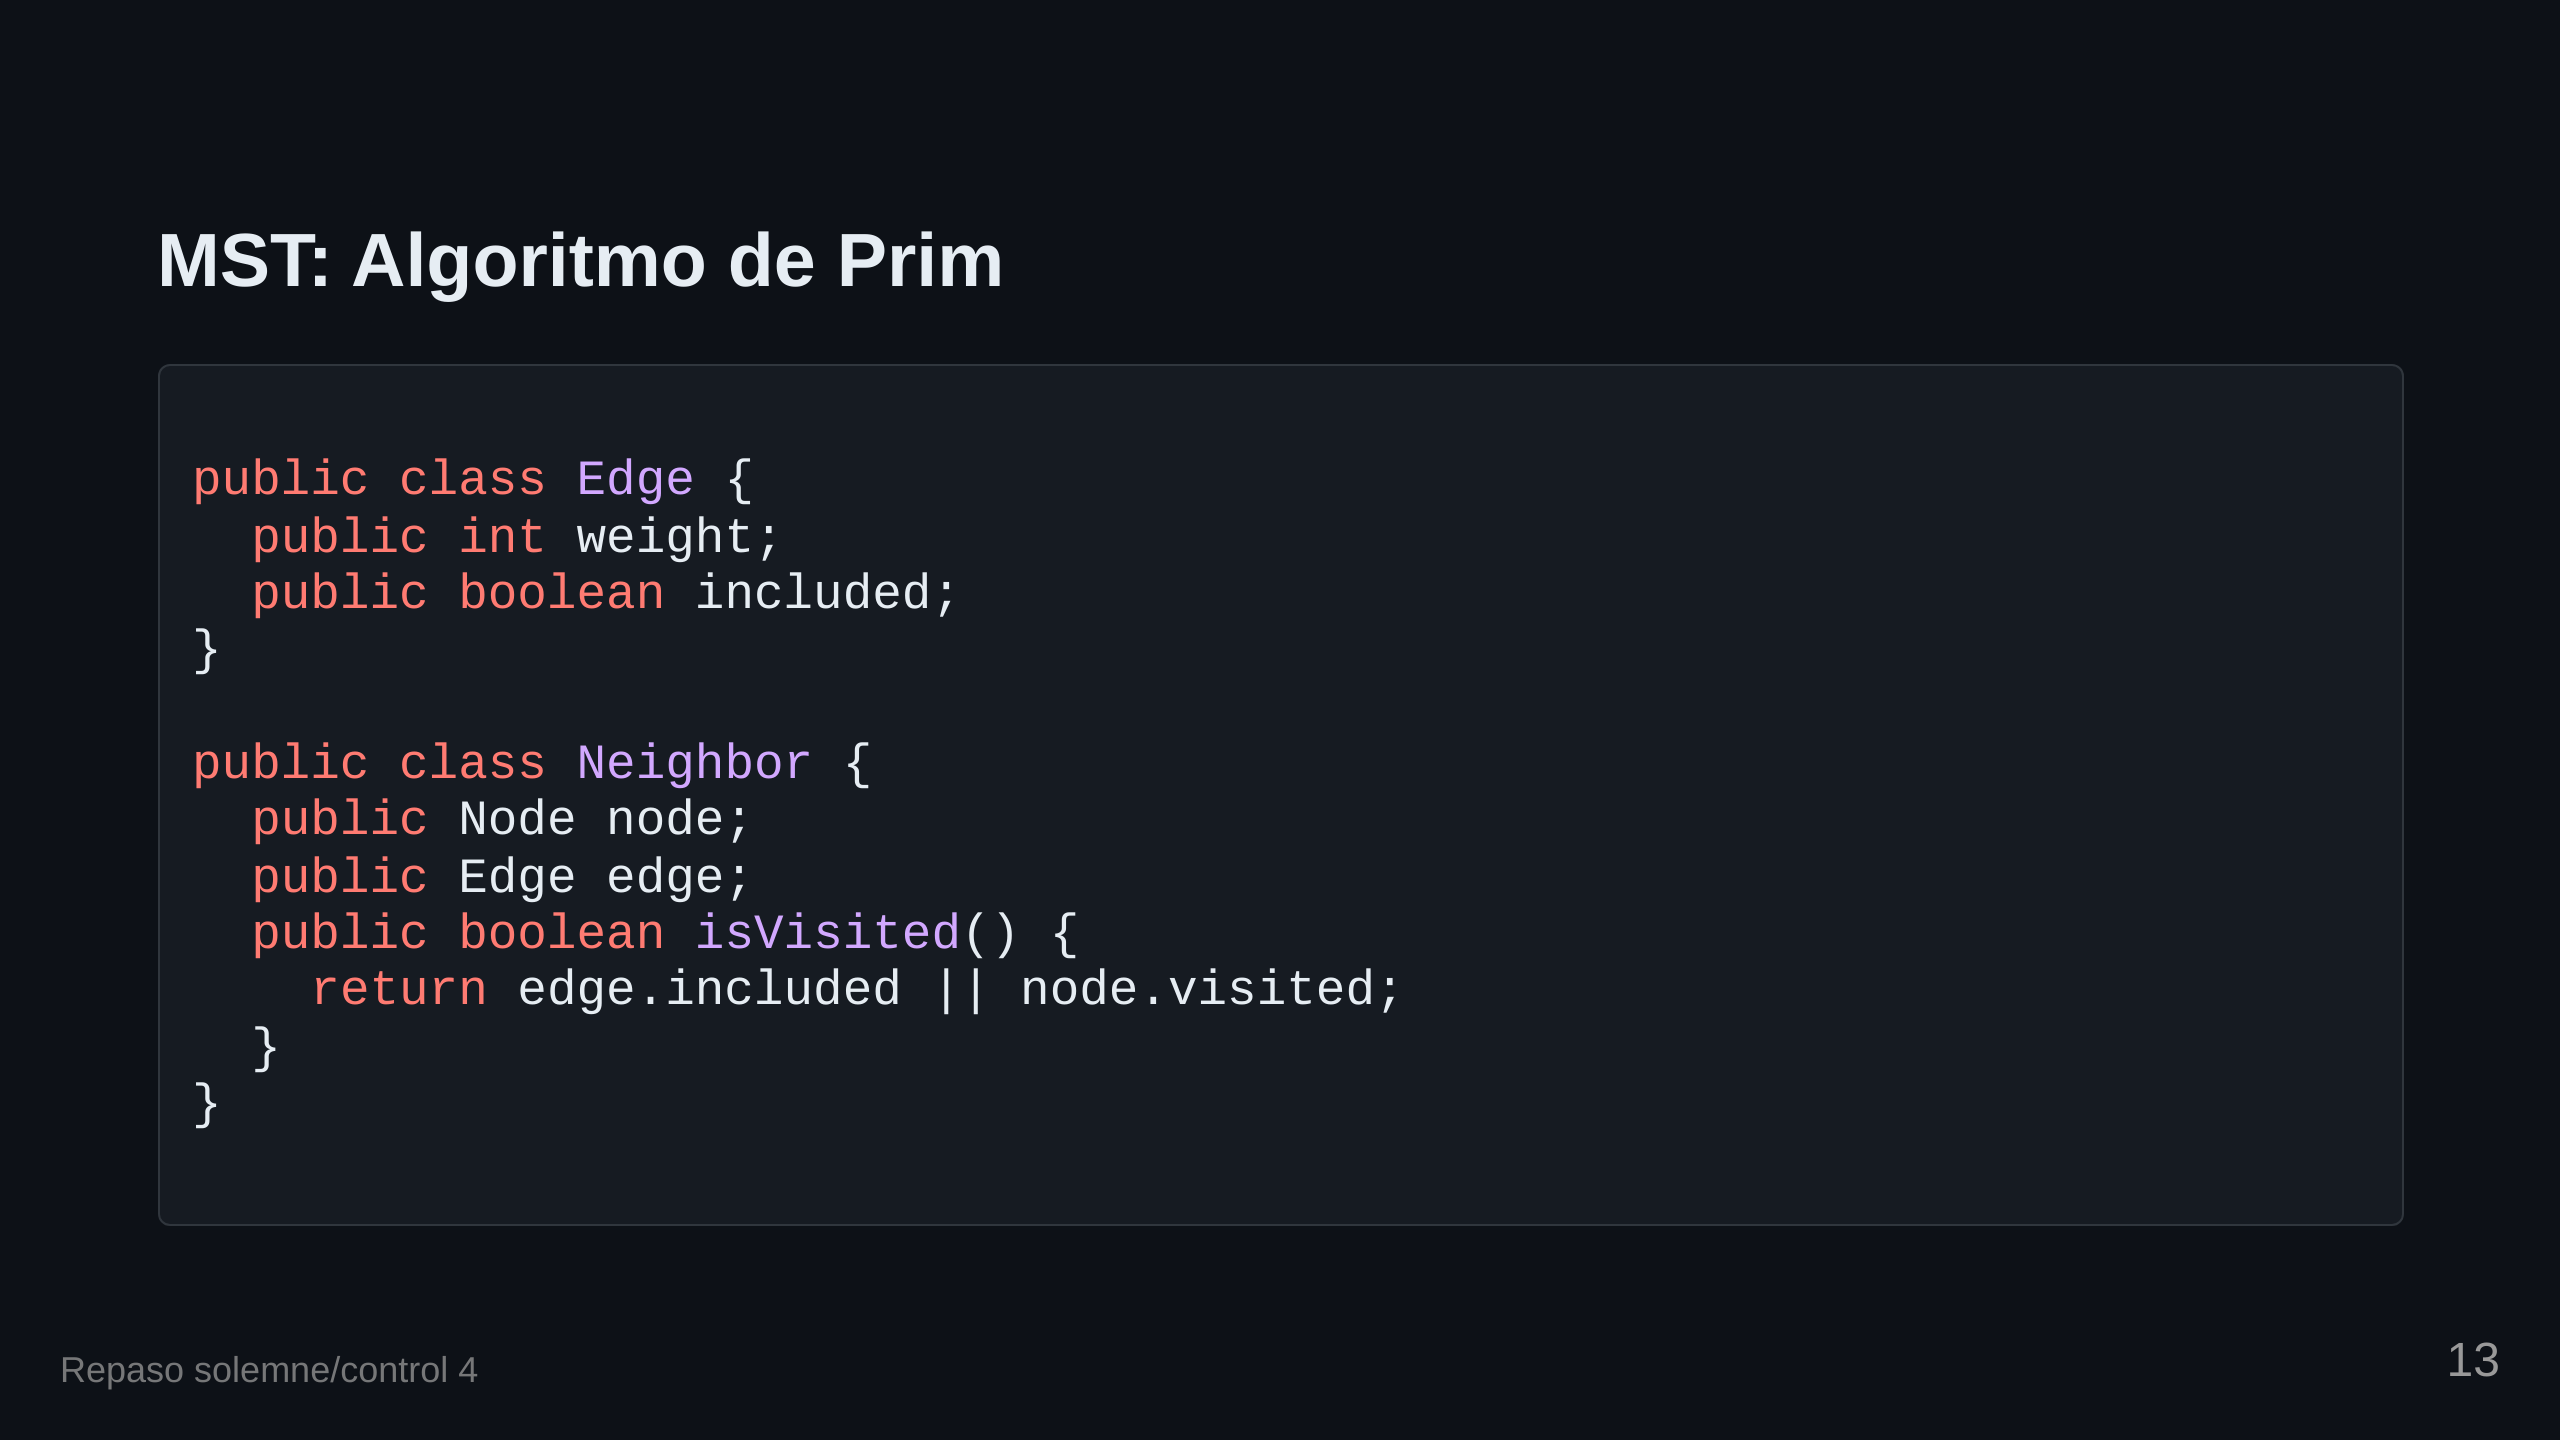 MST: Algoritmo de Prim
public class Edge {
  public int weight;
  public boolean included;
}

public class Neighbor {
  public Node node;
  public Edge edge;
  public boolean isVisited() {
    return edge.included || node.visited;
  }
}
Repaso solemne/control 4
13